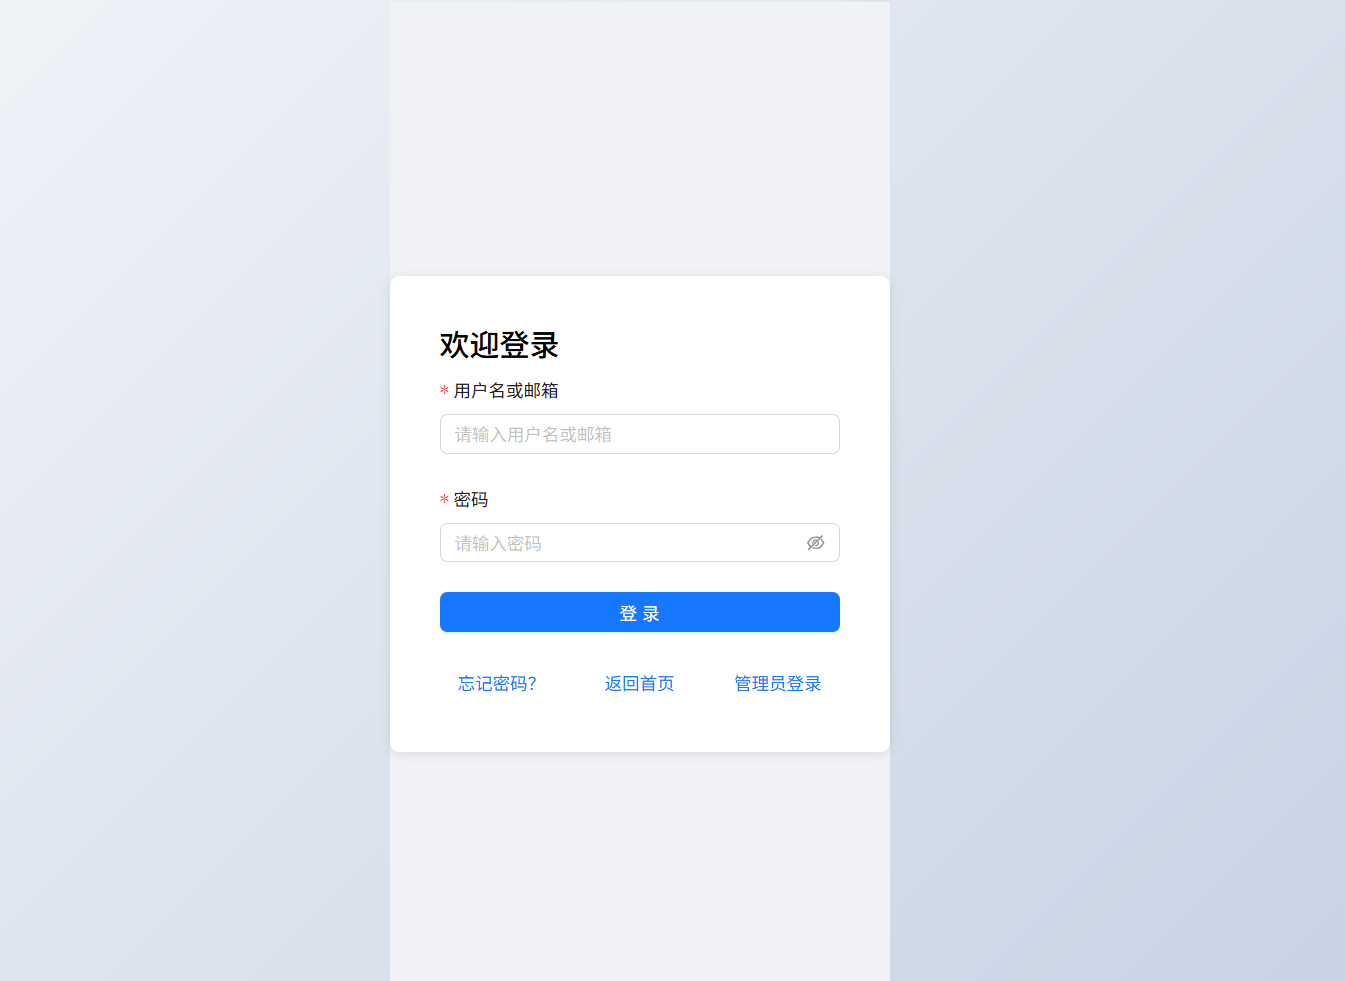 欢迎登录
* 用户名或邮箱
请输入用户名或邮箱
* 密码
请输入密码
登 录
忘记密码? 返回首页 管理员登录